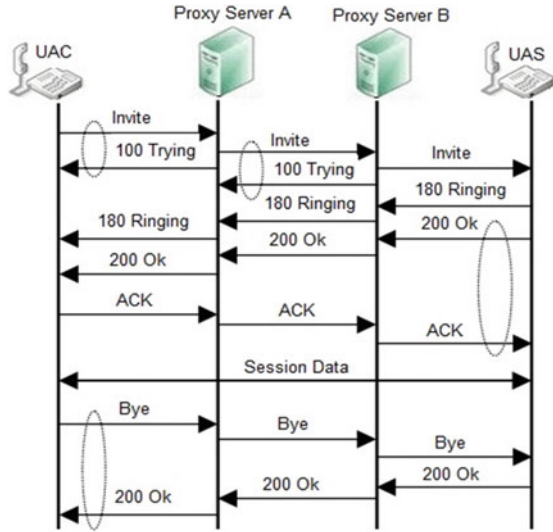 Proxy Server A
Proxy Server B
UAC
UAS
Invite
Invite
100 Trying
Invite
100 Trying
180 Ringing
180 Ringing
180 Ringing
200 Ok
200 Ok
200 Ok
ACK
ACK
ACK
Session Data
Bye
Bye
Bye
200 Ok
200 Ok
200 Ok